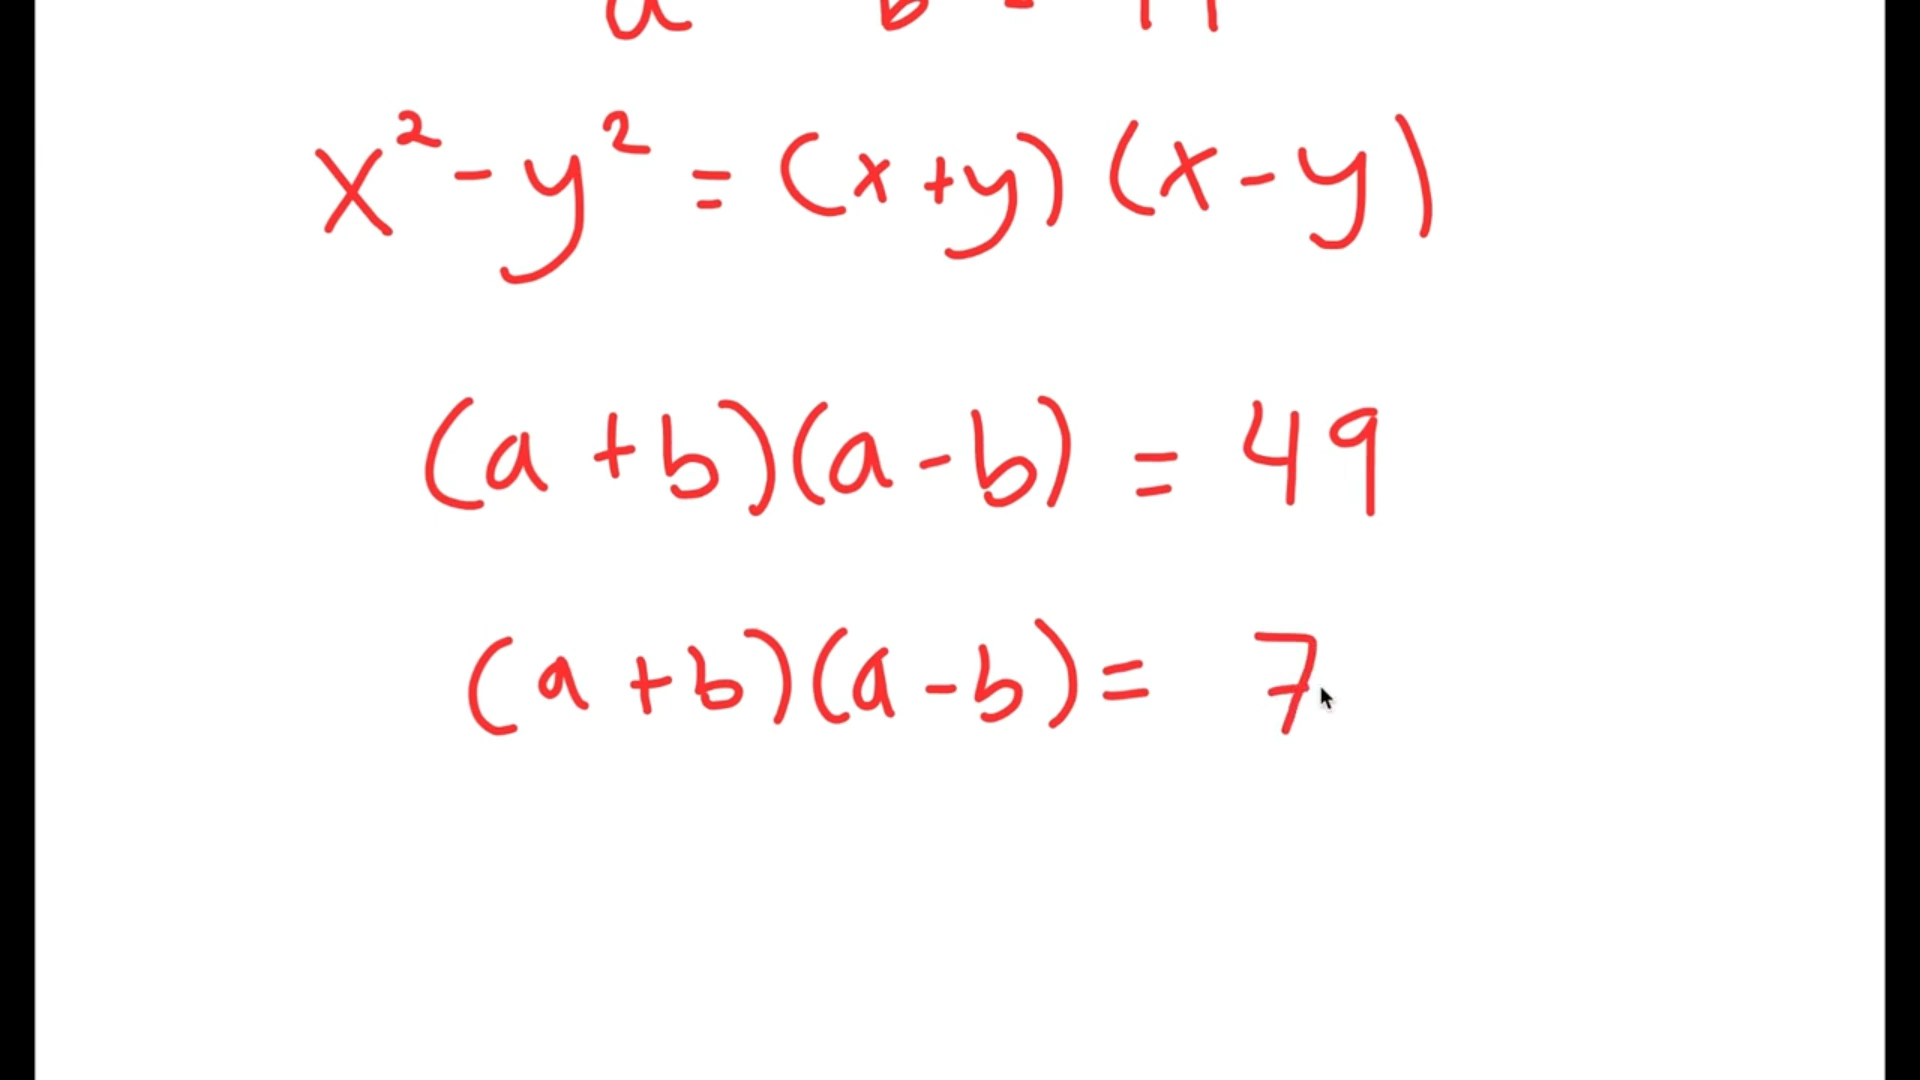 a b =
x² - y² = (x + y) (x - y)
(a + b)(a - b) = 49
(a + b)(a - b) = 7